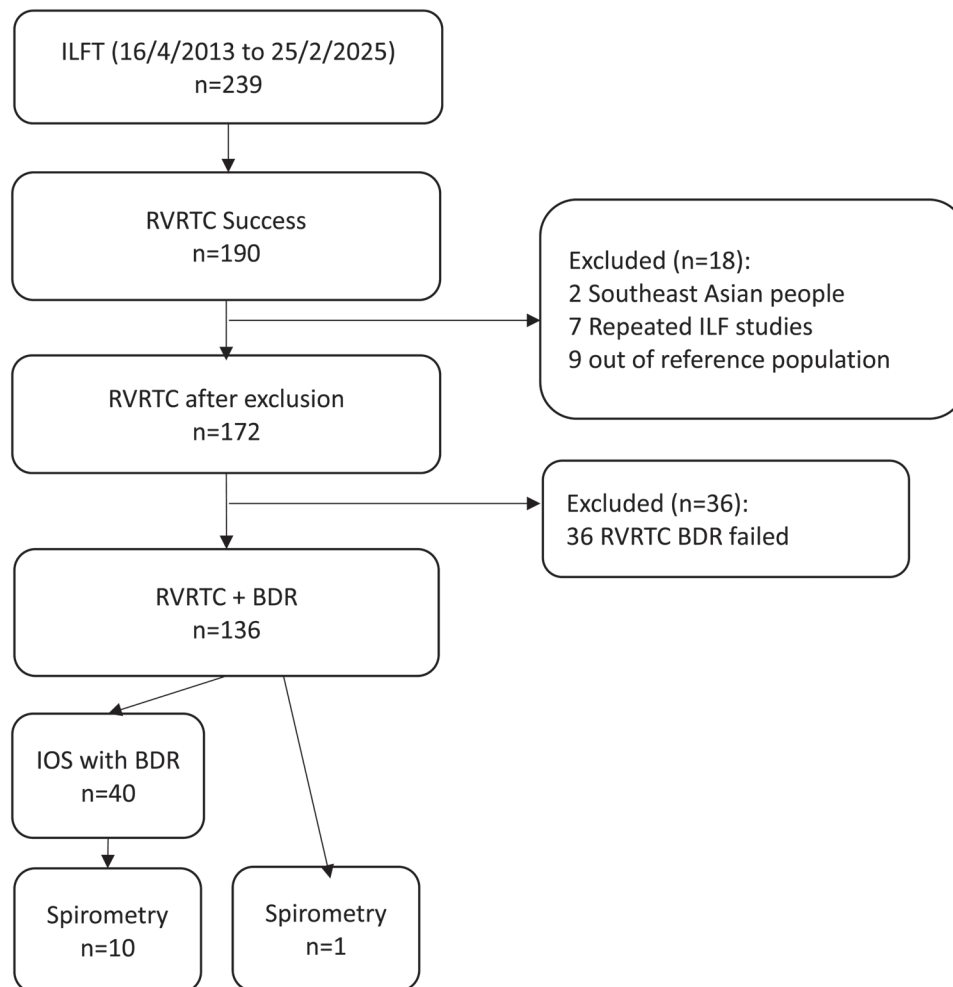 ILFT (16/4/2013 to 25/2/2025)
n=239
RVRTC Success
n=190
Excluded (n=18):
2 Southeast Asian people
7 Repeated ILF studies
9 out of reference population
RVRTC after exclusion
n=172
Excluded (n=36):
36 RVRTC BDR failed
RVRTC + BDR
n=136
IOS with BDR
n=40
Spirometry
n=10
Spirometry
n=1